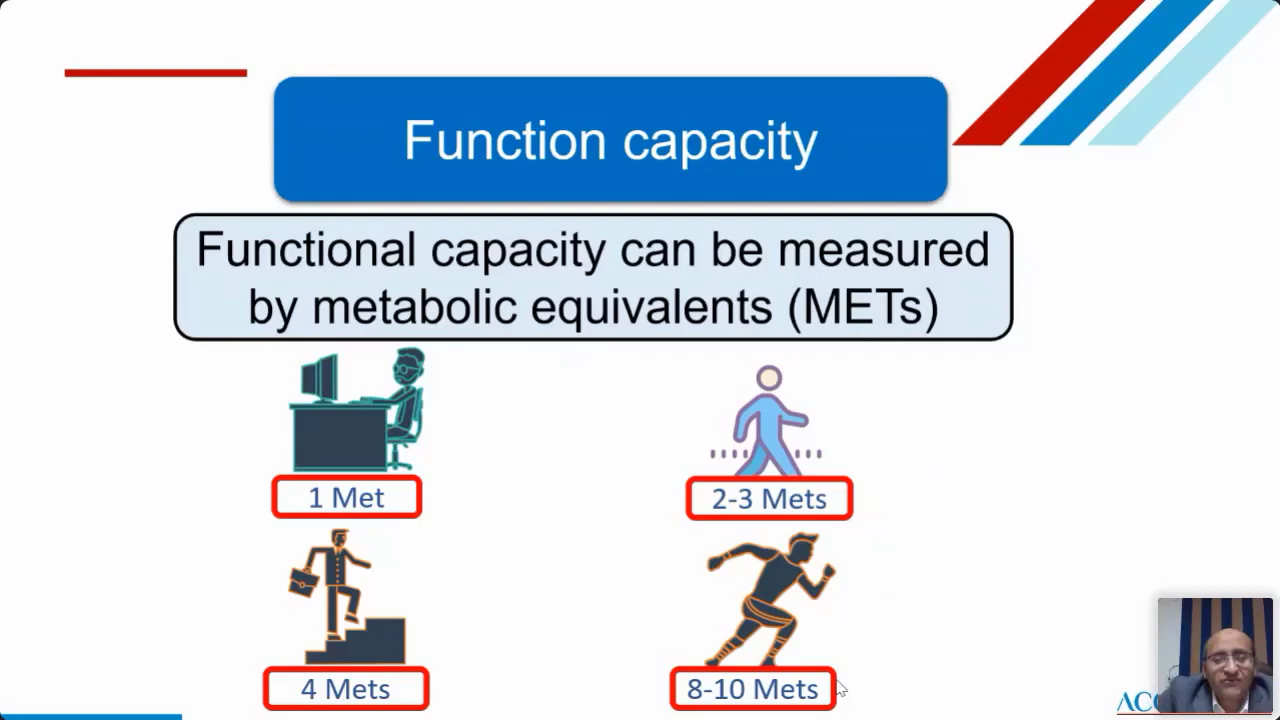 Function capacity
Functional capacity can be measured
by metabolic equivalents (METs)
1 Met
2-3 Mets
4 Mets
8-10 Mets